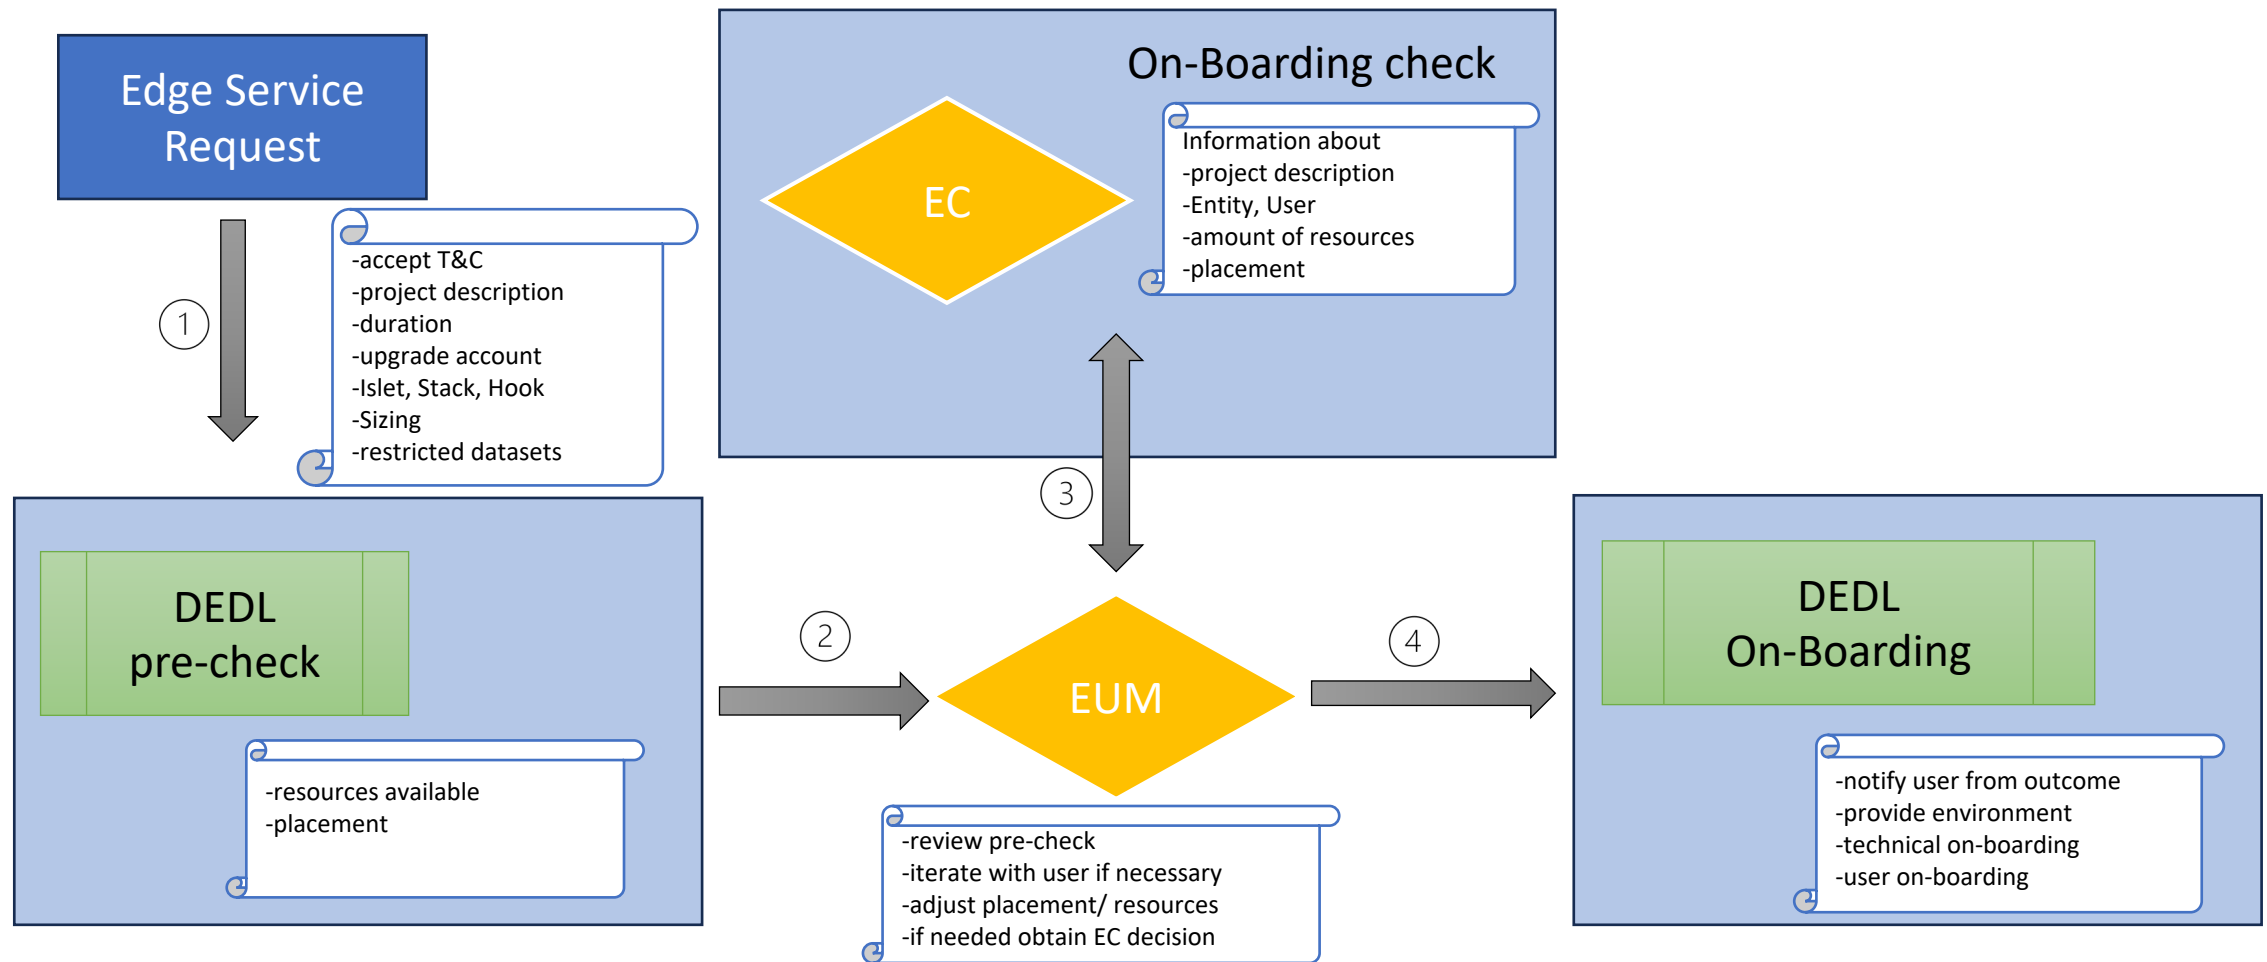 Edge Service
Request
1
-accept T&C
-project description
-duration
-upgrade account
-Islet, Stack, Hook
-Sizing
-restricted datasets
On-Boarding check
EC
Information about
-project description
-Entity, User
-amount of resources
-placement
3
DEDL
pre-check
-resources available
-placement
2
EUM
-review pre-check
-iterate with user if necessary
-adjust placement/ resources
-if needed obtain EC decision
4
DEDL
On-Boarding
-notify user from outcome
-provide environment
-technical on-boarding
-user on-boarding